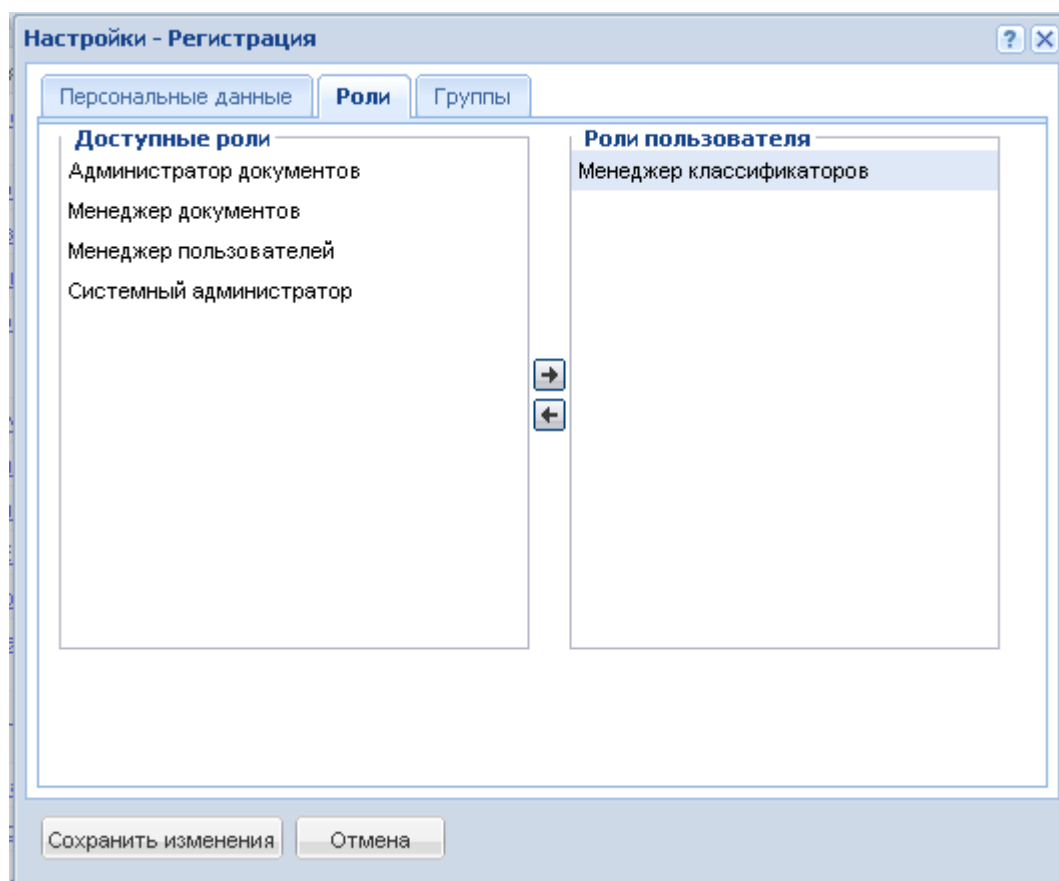 Настройки - Регистрация
Персональные данные Роли Группы
Доступные роли
Администратор документов
Менеджер документов
Менеджер пользователей
Системный администратор
Роли пользователя
Менеджер классификаторов
Сохранить изменения Отмена